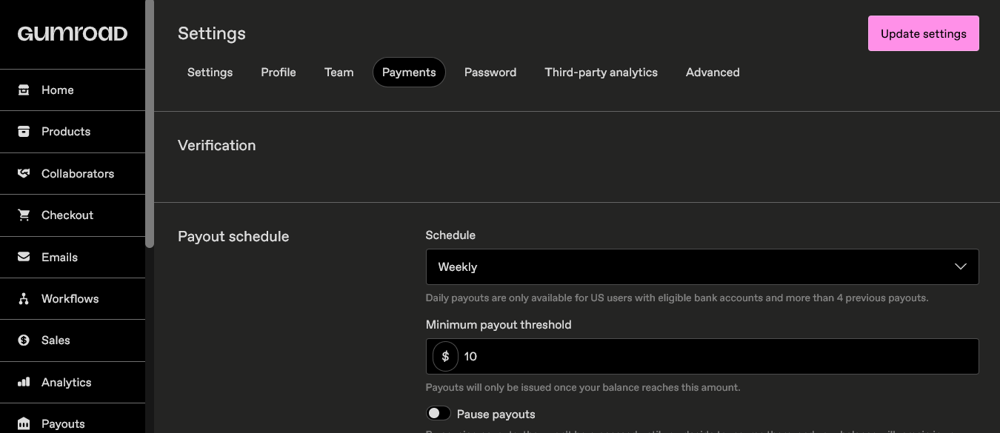 GUMROAD
Settings
Update settings
Settings Profile Team Payments Password Third-party analytics Advanced
Home
Products
Collaborators
Checkout
Emails
Workflows
Sales
Analytics
Payouts
Verification
Payout schedule
Schedule
Weekly
Daily payouts are only available for US users with eligible bank accounts and more than 4 previous payouts.
Minimum payout threshold
$ 10
Payouts will only be issued once your balance reaches this amount.
Pause payouts